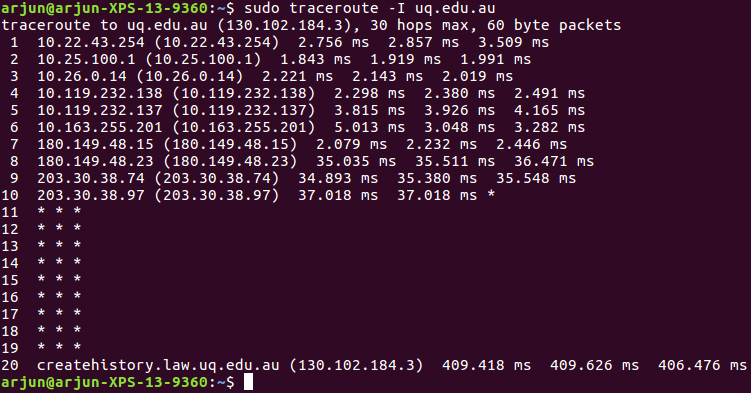 arjun@arjun-XPS-13-9360:~$ sudo traceroute -I uq.edu.au
traceroute to uq.edu.au (130.102.184.3), 30 hops max, 60 byte packets
 1  10.22.43.254 (10.22.43.254)  2.756 ms  2.857 ms  3.509 ms
 2  10.25.100.1 (10.25.100.1)  1.843 ms  1.919 ms  1.991 ms
 3  10.26.0.14 (10.26.0.14)  2.221 ms  2.143 ms  2.019 ms
 4  10.119.232.138 (10.119.232.138)  2.298 ms  2.380 ms  2.491 ms
 5  10.119.232.137 (10.119.232.137)  3.815 ms  3.926 ms  4.165 ms
 6  10.163.255.201 (10.163.255.201)  5.013 ms  3.048 ms  3.282 ms
 7  180.149.48.15 (180.149.48.15)  2.079 ms  2.232 ms  2.446 ms
 8  180.149.48.23 (180.149.48.23)  35.035 ms  35.511 ms  36.471 ms
 9  203.30.38.74 (203.30.38.74)  34.893 ms  35.380 ms  35.548 ms
10  203.30.38.97 (203.30.38.97)  37.018 ms  37.018 ms *
11  * * *
12  * * *
13  * * *
14  * * *
15  * * *
16  * * *
17  * * *
18  * * *
19  * * *
20  createhistory.law.uq.edu.au (130.102.184.3)  409.418 ms  409.626 ms  406.476 ms
arjun@arjun-XPS-13-9360:~$